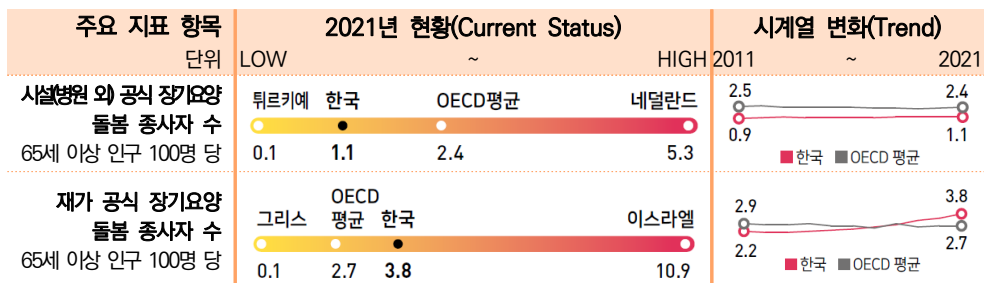 주요 지표 항목 2021년 현황(Current Status) 시계열 변화(Trend)
단위 LOW ~ HIGH 2011 ~ 2021
시설(병원 외) 공식 장기요양
돌봄 종사자 수
65세 이상 인구 100명 당
튀르키예 한국 OECD평균 네덜란드
0.1 1.1 2.4 5.3
2.5 2.4
0.9 1.1
한국 OECD 평균
재가 공식 장기요양
돌봄 종사자 수
65세 이상 인구 100명 당
그리스 OECD 평균 한국 이스라엘
0.1 2.7 3.8 10.9
2.9 3.8
2.2 2.7
한국 OECD 평균